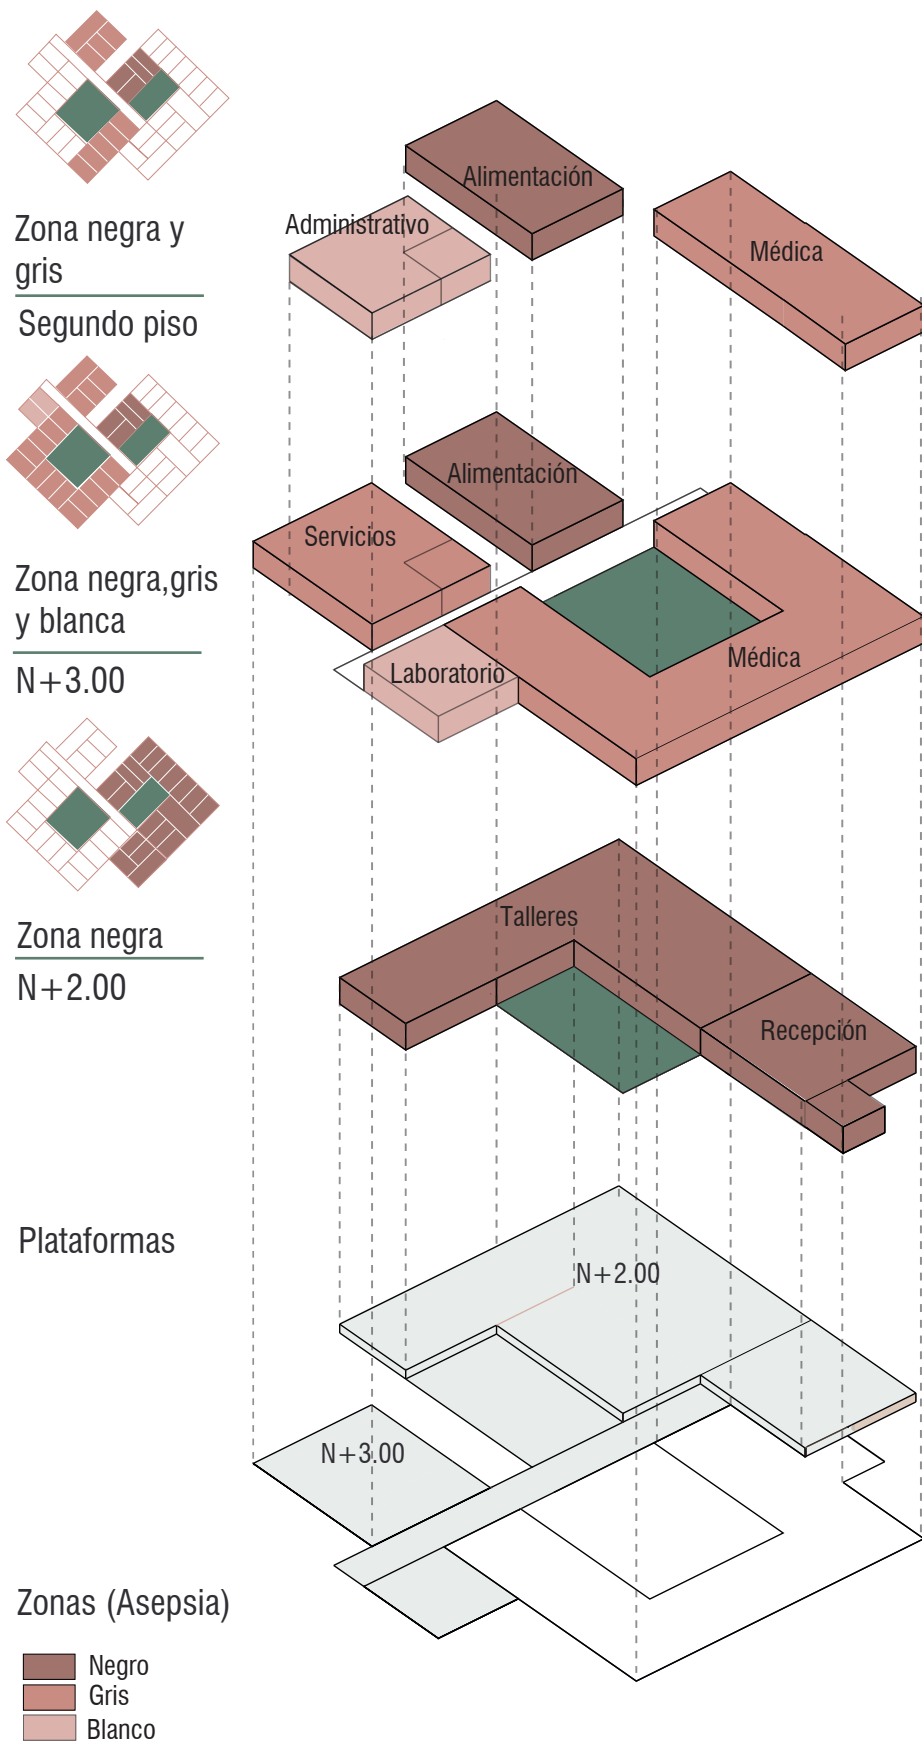 Alimentación
Administrativo
Médica
Zona negra y
gris
Segundo piso
Alimentación
Servicios
Médica
Laboratorio
Zona negra,gris
y blanca
N+3.00
Talleres
Recepción
Zona negra
N+2.00
Plataformas
N+2.00
N+3.00
Zonas (Asepsia)
Negro
Gris
Blanco